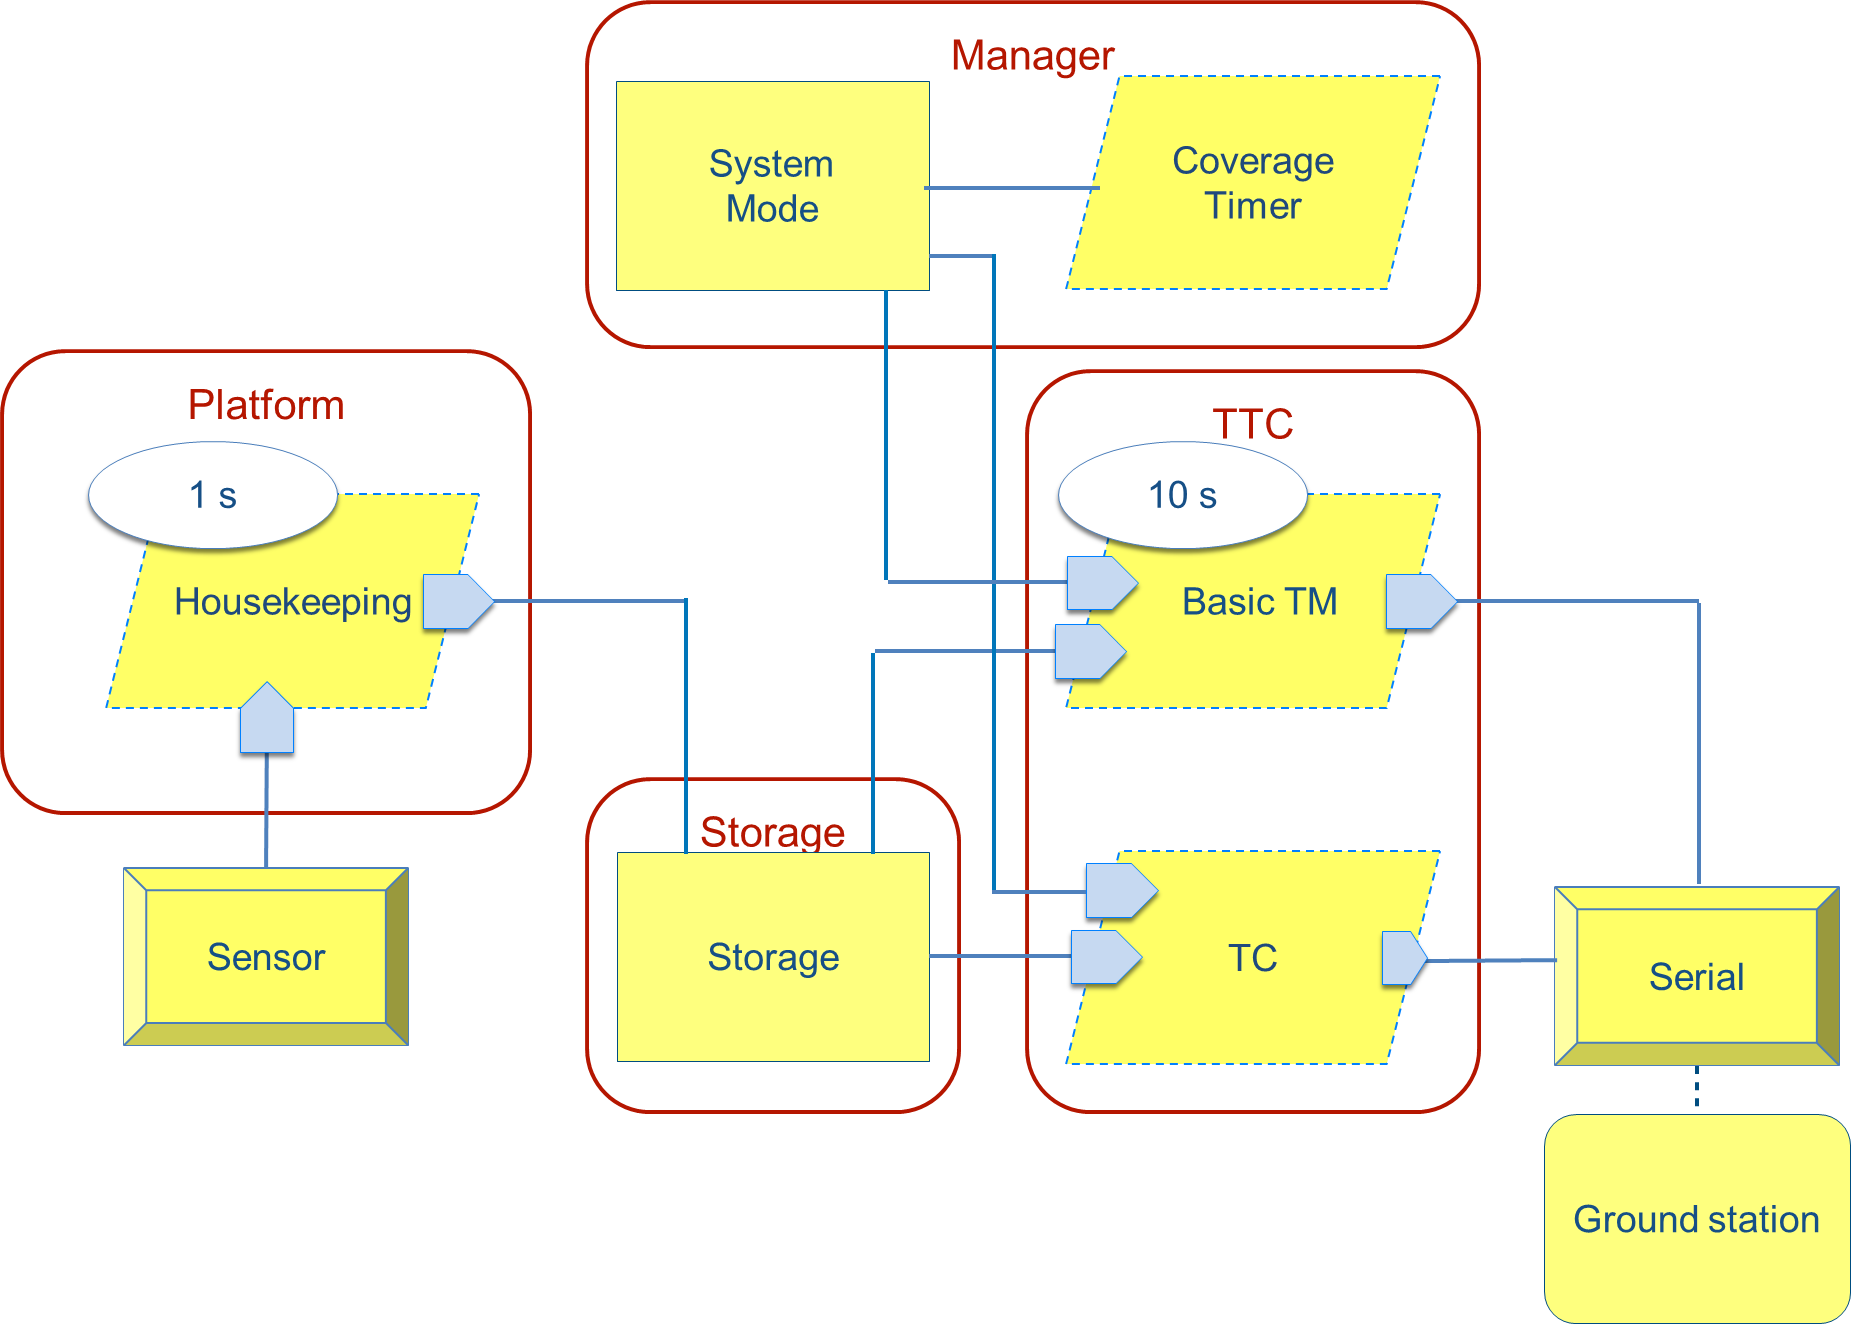 Manager
System
Mode
Coverage
Timer
Platform
1 s
Housekeeping
TTC
10 s
Basic TM
Storage
Storage
TC
Sensor
Serial
Ground station